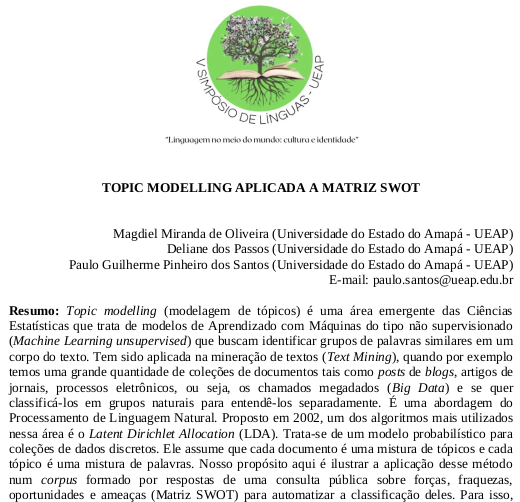 V SIMPÓSIO DE LÍNGUAS - UEAP
"Linguagem no meio do mundo: cultura e identidade"
TOPIC MODELLING APLICADA A MATRIZ SWOT
Magdiel Miranda de Oliveira (Universidade do Estado do Amapá - UEAP)
Deliane dos Passos (Universidade do Estado do Amapá - UEAP)
Paulo Guilherme Pinheiro dos Santos (Universidade do Estado do Amapá - UEAP)
E-mail: paulo.santos@ueap.edu.br
Resumo: Topic modelling (modelagem de tópicos) é uma área emergente das Ciências
Estatísticas que trata de modelos de Aprendizado com Máquinas do tipo não supervisionado
(Machine Learning unsupervised) que buscam identificar grupos de palavras similares em um
corpo do texto. Tem sido aplicada na mineração de textos (Text Mining), quando por exemplo
temos uma grande quantidade de coleções de documentos tais como posts de blogs, artigos de
jornais, processos eletrônicos, ou seja, os chamados megadados (Big Data) e se quer
classificá-los em grupos naturais para entendê-los separadamente. É uma abordagem do
Processamento de Linguagem Natural. Proposto em 2002, um dos algoritmos mais utilizados
nessa área é o Latent Dirichlet Allocation (LDA). Trata-se de um modelo probabilístico para
coleções de dados discretos. Ele assume que cada documento é uma mistura de tópicos e cada
tópico é uma mistura de palavras. Nosso propósito aqui é ilustrar a aplicação desse método
num corpus formado por respostas de uma consulta pública sobre forças, fraquezas,
oportunidades e ameaças (Matriz SWOT) para automatizar a classificação deles. Para isso,